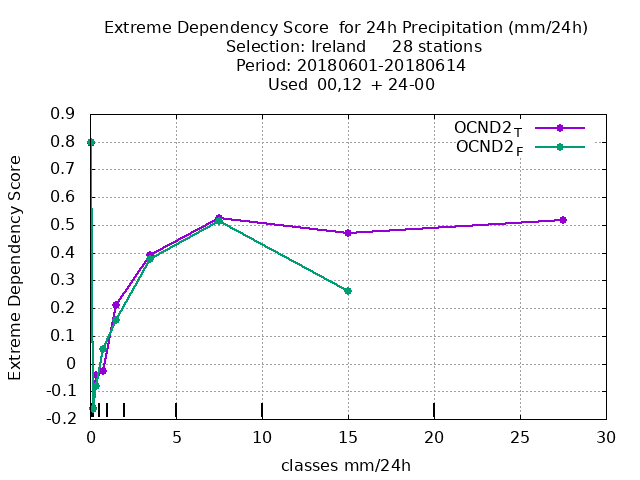 Extreme Dependency Score  for 24h Precipitation (mm/24h)
Selection: Ireland     28 stations
Period: 20180601-20180614
Used  00,12  + 24-00
Extreme Dependency Score
0.9
0.8
0.7
0.6
0.5
0.4
0.3
0.2
0.1
0
-0.1
-0.2
OCND2T
OCND2F
0 5 10 15 20 25 30
classes mm/24h